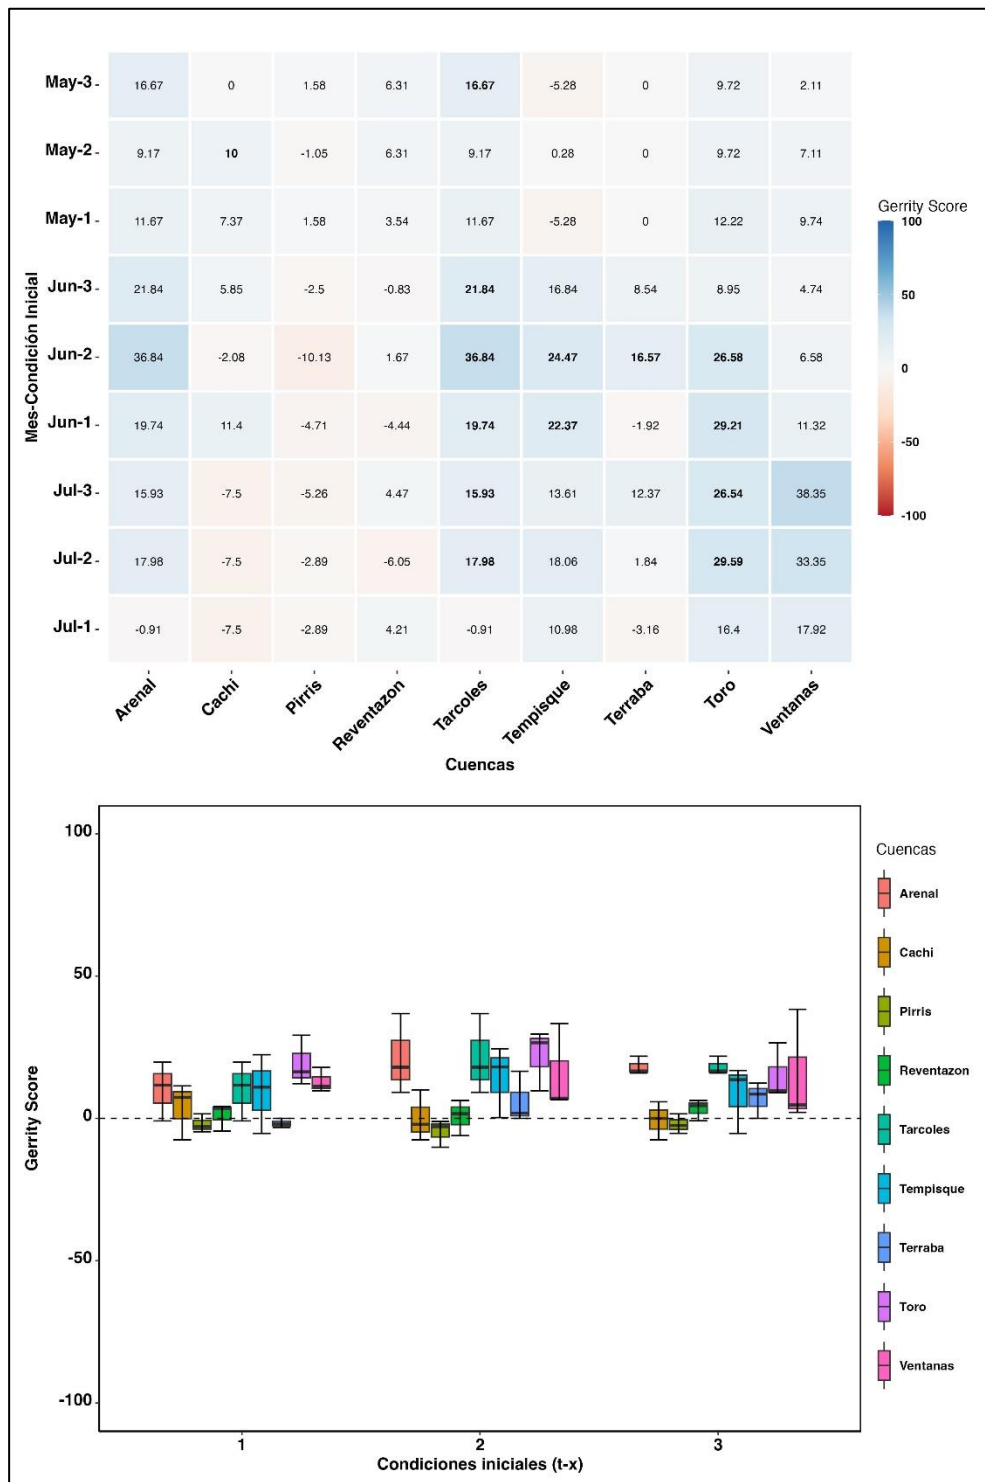 May-3 16.67 0 1.58 6.31 16.67 -5.28 0 9.72 2.11
May-2 9.17 10 -1.05 6.31 9.17 0.28 0 9.72 7.11
May-1 11.67 7.37 1.58 3.54 11.67 -5.28 0 12.22 9.74
Jun-3 21.84 5.85 -2.5 -0.83 21.84 16.84 8.54 8.95 4.74
Jun-2 36.84 -2.08 -10.13 1.67 36.84 24.47 16.57 26.58 6.58
Jun-1 19.74 11.4 -4.71 -4.44 19.74 22.37 -1.92 29.21 11.32
Jul-3 15.93 -7.5 -5.26 4.47 15.93 13.61 12.37 26.54 38.35
Jul-2 17.98 -7.5 -2.89 -6.05 17.98 18.06 1.84 29.59 33.35
Jul-1 -0.91 -7.5 -2.89 4.21 -0.91 10.98 -3.16 16.4 17.92
Mes-Condición Inicial
Arenal Cachi Pirris Reventazon Tarcoles Tempisque Terraba Toro Ventanas
Cuencas
Gerrity Score
100
50
0
-50
-100
100
50
0
-50
-100
Gerrity Score
1 2 3
Condiciones iniciales (t-x)
Cuencas
Arenal
Cachi
Pirris
Reventazon
Tarcoles
Tempisque
Terraba
Toro
Ventanas